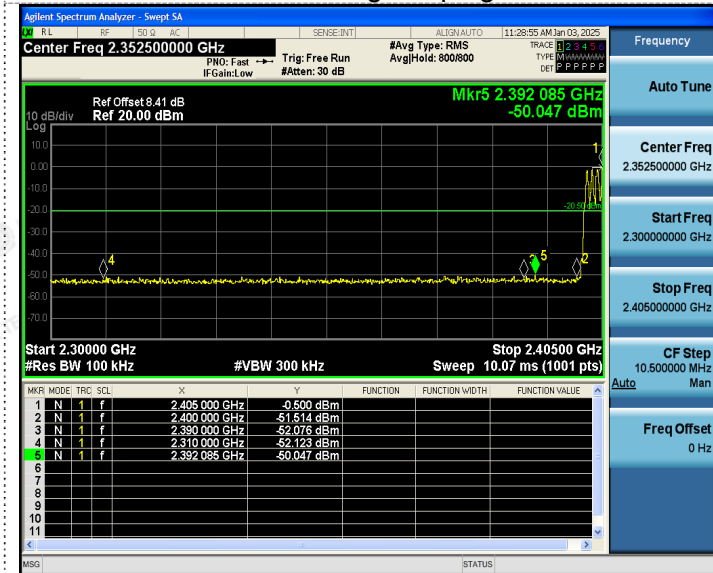 Agilent Spectrum Analyzer - Swept SA
RL RF 50 Ω AC SENSE:INT ALIGNAUTO 11:28:55 AM Jan 03, 2025
Center Freq 2.352500000 GHz
PNO: Fast
IFGain:Low
Trig: Free Run
#Atten: 30 dB
#Avg Type: RMS
Avg|Hold: 800/800
TRACE 1 2 3 4 5 6
TYPE M
DET P P P P P P
Mkr5 2.392 085 GHz
-50.047 dBm
Ref Offset 8.41 dB
10 dB/div Ref 20.00 dBm
Log
10.0
0.00
-10.0
-20.0
-30.0
-40.0
-50.0
-60.0
-70.0
-20.50 dBm
1
4
5
2
Start 2.30000 GHz Stop 2.40500 GHz
#Res BW 100 kHz #VBW 300 kHz Sweep 10.07 ms (1001 pts)
MKR MODE TRC SCL X Y FUNCTION FUNCTION WIDTH FUNCTION VALUE
1 N 1 f 2.405 000 GHz -0.500 dBm
2 N 1 f 2.400 000 GHz -51.514 dBm
3 N 1 f 2.390 000 GHz -52.076 dBm
4 N 1 f 2.310 000 GHz -52.123 dBm
5 N 1 f 2.392 085 GHz -50.047 dBm
6
7
8
9
10
11
MSG STATUS
Frequency
Auto Tune
Center Freq
2.352500000 GHz
Start Freq
2.300000000 GHz
Stop Freq
2.405000000 GHz
CF Step
10.500000 MHz
Auto Man
Freq Offset
0 Hz